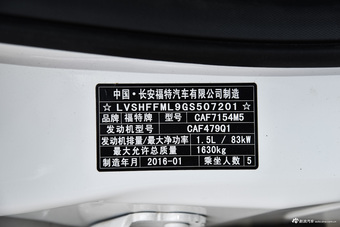 中国·长安福特汽车有限公司制造
★LVSHFFML9GS507201★
品牌 福特牌 型号 CAF7154M5
发动机型号 CAF479Q1
发动机排量/最大净功率 1.5L / 83kW
最大允许总质量 1630kg
制造年月 2016-01 乘坐人数 5